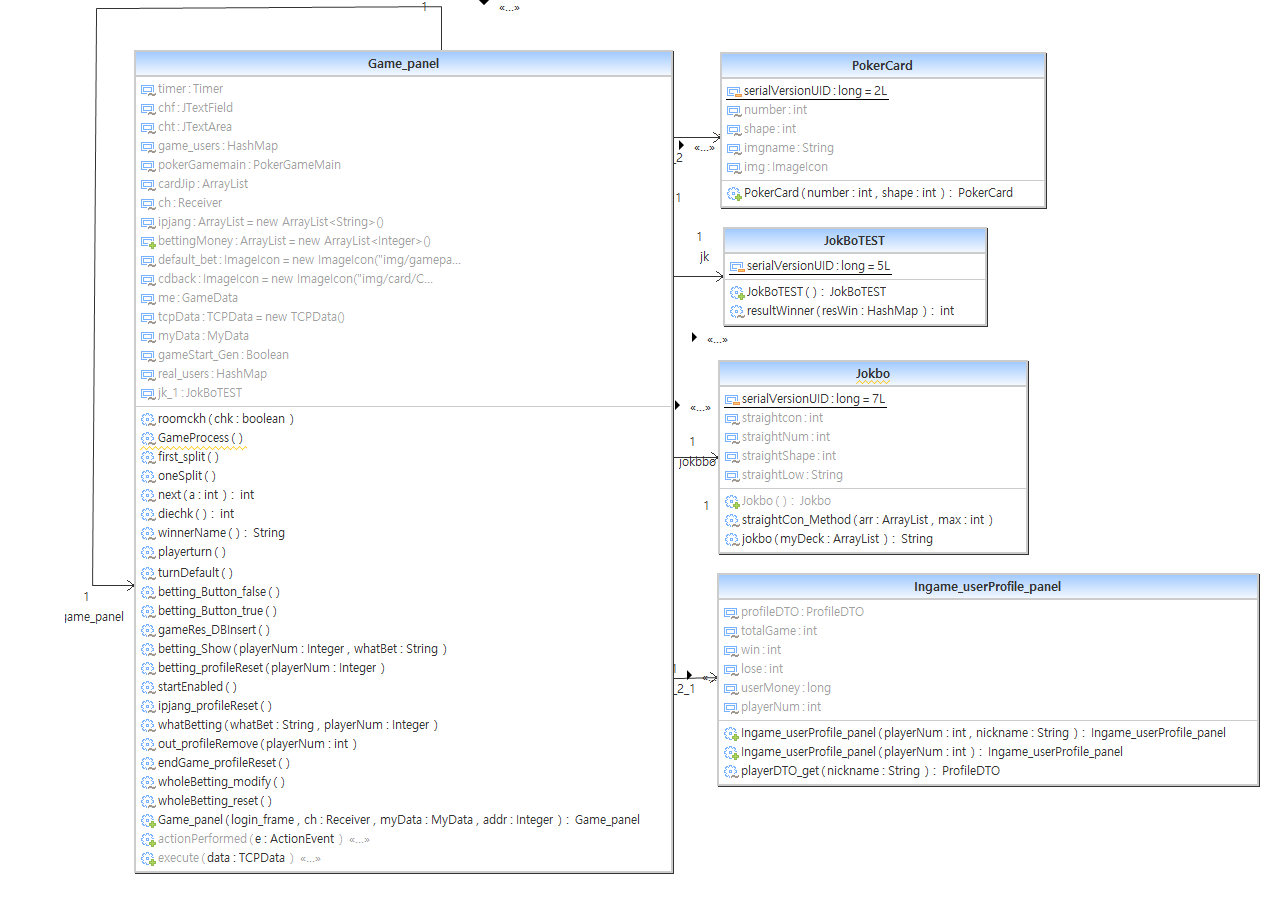 1
«...»
Game_panel
timer : Timer
chf : JTextField
cht : JTextArea
game_users : HashMap
pokerGamemain : PokerGameMain
cardJip : ArrayList
ch : Receiver
ipjang : ArrayList = new ArrayList<String>()
bettingMoney : ArrayList = new ArrayList<Integer>()
default_bet : ImageIcon = new ImageIcon("img/gamepa...
cdback : ImageIcon = new ImageIcon("img/card/C...
me : GameData
tcpData : TCPData = new TCPData()
myData : MyData
gameStart_Gen : Boolean
real_users : HashMap
jk_1 : JokBoTEST
roomckh ( chk : boolean )
GameProcess ( )
first_split ( )
oneSplit ( )
next ( a : int ) : int
diechk ( ) : int
winnerName ( ) : String
playerturn ( )
turnDefault ( )
betting_Button_false ( )
betting_Button_true ( )
gameRes_DBInsert ( )
betting_Show ( playerNum : Integer , whatBet : String )
betting_profileReset ( playerNum : Integer )
startEnabled ( )
ipjang_profileReset ( )
whatBetting ( whatBet : String , playerNum : Integer )
out_profileRemove ( playerNum : int )
endGame_profileReset ( )
wholeBetting_modify ( )
wholeBetting_reset ( )
Game_panel ( login_frame , ch : Receiver , myData : MyData , addr : Integer ) : Game_panel
actionPerformed ( e : ActionEvent ) «...»
execute ( data : TCPData ) «...»
1
game_panel
«...»
_2
1
PokerCard
serialVersionUID : long = 2L
number : int
shape : int
imgname : String
img : ImageIcon
PokerCard ( number : int , shape : int ) : PokerCard
1
jk
JokBoTEST
serialVersionUID : long = 5L
JokBoTEST ( ) : JokBoTEST
resultWinner ( resWin : HashMap ) : int
«...»
«...»
1
jokbbo
1
Jokbo
serialVersionUID : long = 7L
straightcon : int
straightNum : int
straightShape : int
straightLow : String
Jokbo ( ) : Jokbo
straightCon_Method ( arr : ArrayList , max : int )
jokbo ( myDeck : ArrayList ) : String
1
_2_1
Ingame_userProfile_panel
profileDTO : ProfileDTO
totalGame : int
win : int
lose : int
userMoney : long
playerNum : int
Ingame_userProfile_panel ( playerNum : int , nickname : String ) : Ingame_userProfile_panel
Ingame_userProfile_panel ( playerNum : int ) : Ingame_userProfile_panel
playerDTO_get ( nickname : String ) : ProfileDTO